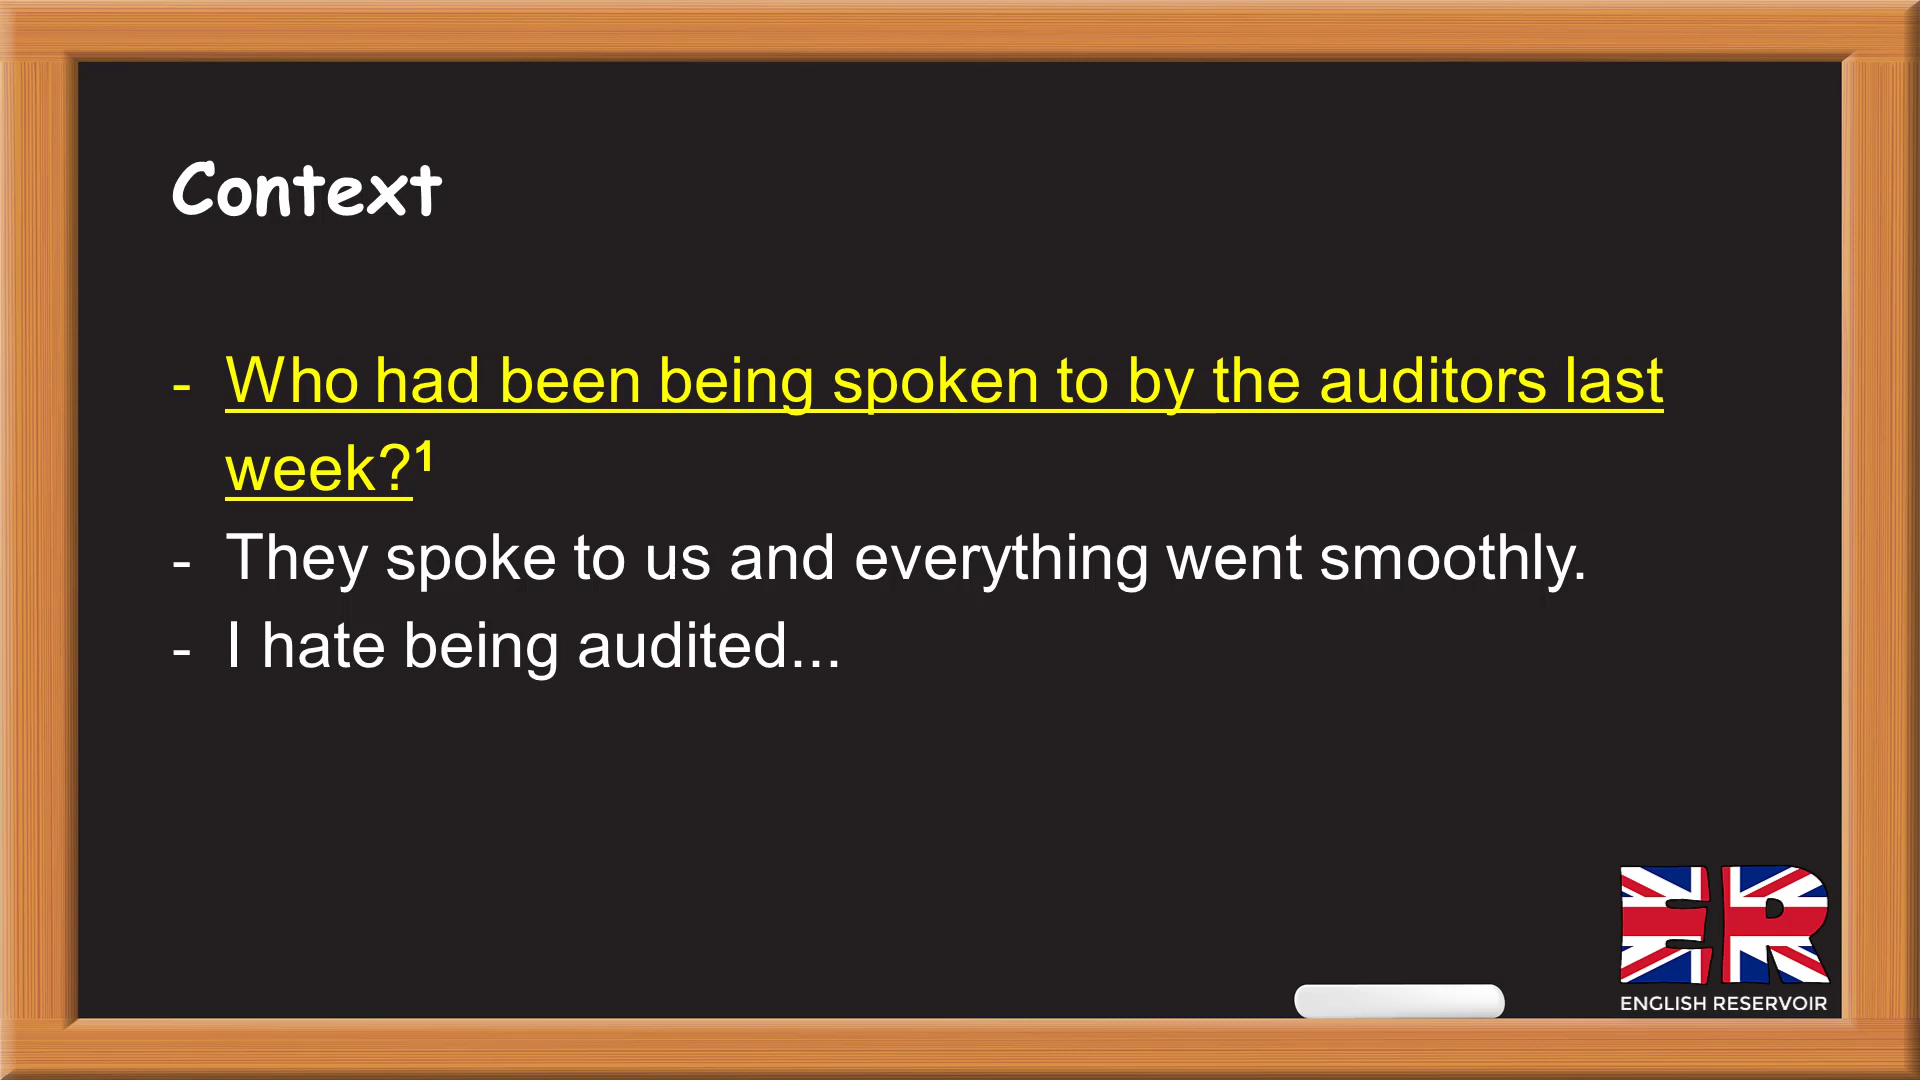 Context
- Who had been being spoken to by the auditors last
week?¹
- They spoke to us and everything went smoothly.
- I hate being audited...
ER
ENGLISH RESERVOIR